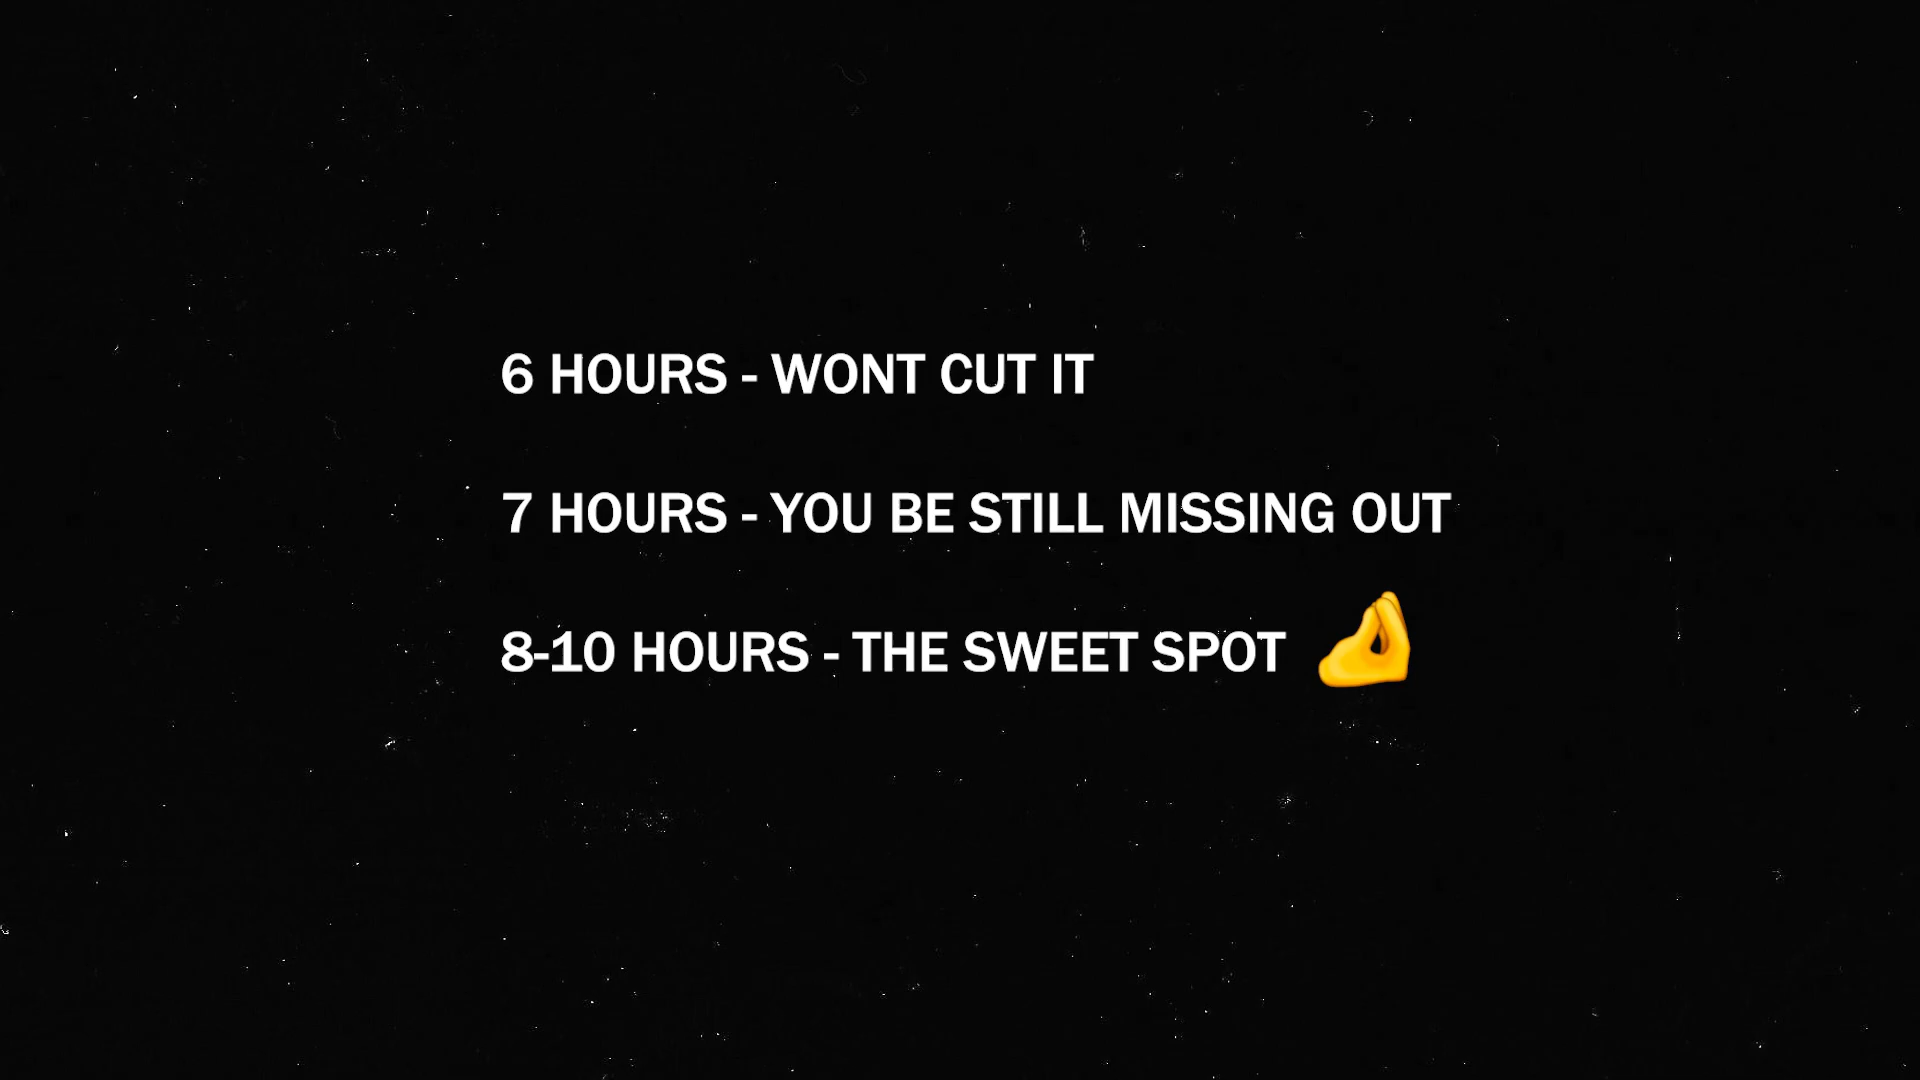 6 HOURS - WONT CUT IT
7 HOURS - YOU BE STILL MISSING OUT
8-10 HOURS - THE SWEET SPOT 🤌